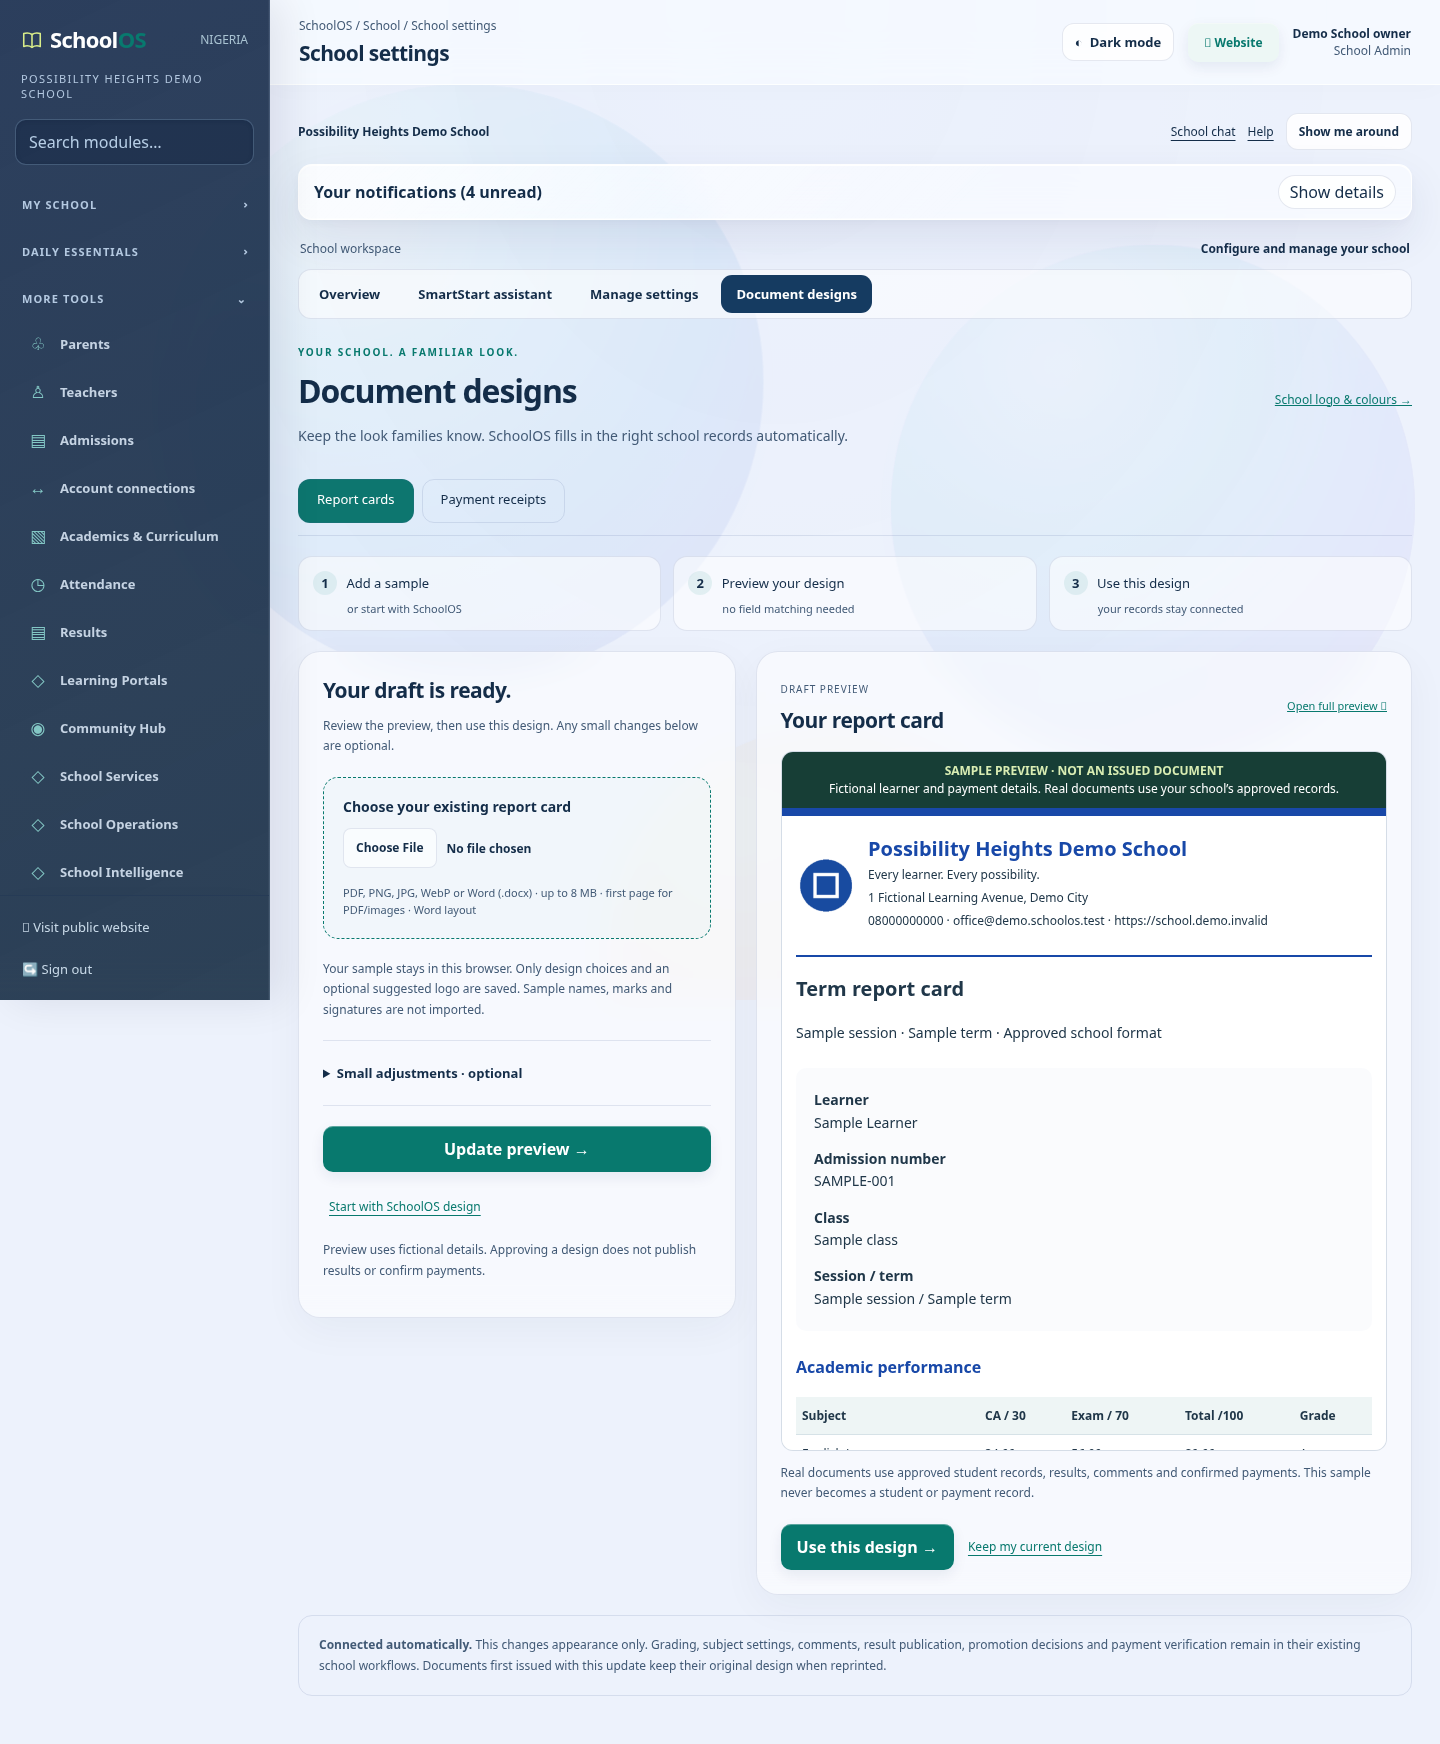 SchoolOS
NIGERIA
POSSIBILITY HEIGHTS DEMO
SCHOOL
Search modules...
MY SCHOOL
DAILY ESSENTIALS
MORE TOOLS
Parents
Teachers
Admissions
Account connections
Academics & Curriculum
Attendance
Results
Learning Portals
Community Hub
School Services
School Operations
School Intelligence
Visit public website
Sign out
SchoolOS / School / School settings
School settings
Dark mode
Website
Demo School owner
School Admin
Possibility Heights Demo School
School chat
Help
Show me around
Your notifications (4 unread)
Show details
School workspace
Configure and manage your school
Overview
SmartStart assistant
Manage settings
Document designs
YOUR SCHOOL. A FAMILIAR LOOK.
Document designs
School logo & colours →
Keep the look families know. SchoolOS fills in the right school records automatically.
Report cards
Payment receipts
1 Add a sample
or start with SchoolOS
2 Preview your design
no field matching needed
3 Use this design
your records stay connected
Your draft is ready.
Review the preview, then use this design. Any small changes below
are optional.
Choose your existing report card
Choose File No file chosen
PDF, PNG, JPG, WebP or Word (.docx) · up to 8 MB · first page for
PDF/images · Word layout
Your sample stays in this browser. Only design choices and an
optional suggested logo are saved. Sample names, marks and
signatures are not imported.
Small adjustments · optional
Update preview →
Start with SchoolOS design
Preview uses fictional details. Approving a design does not publish
results or confirm payments.
DRAFT PREVIEW
Your report card
Open full preview
SAMPLE PREVIEW · NOT AN ISSUED DOCUMENT
Fictional learner and payment details. Real documents use your school's approved records.
Possibility Heights Demo School
Every learner. Every possibility.
1 Fictional Learning Avenue, Demo City
08000000000 · office@demo.schoolos.test · https://school.demo.invalid
Term report card
Sample session · Sample term · Approved school format
Learner
Sample Learner
Admission number
SAMPLE-001
Class
Sample class
Session / term
Sample session / Sample term
Academic performance
Subject CA / 30 Exam / 70 Total /100 Grade
Real documents use approved student records, results, comments and confirmed payments. This sample
never becomes a student or payment record.
Use this design →
Keep my current design
Connected automatically. This changes appearance only. Grading, subject settings, comments, result publication, promotion decisions and payment verification remain in their existing
school workflows. Documents first issued with this update keep their original design when reprinted.